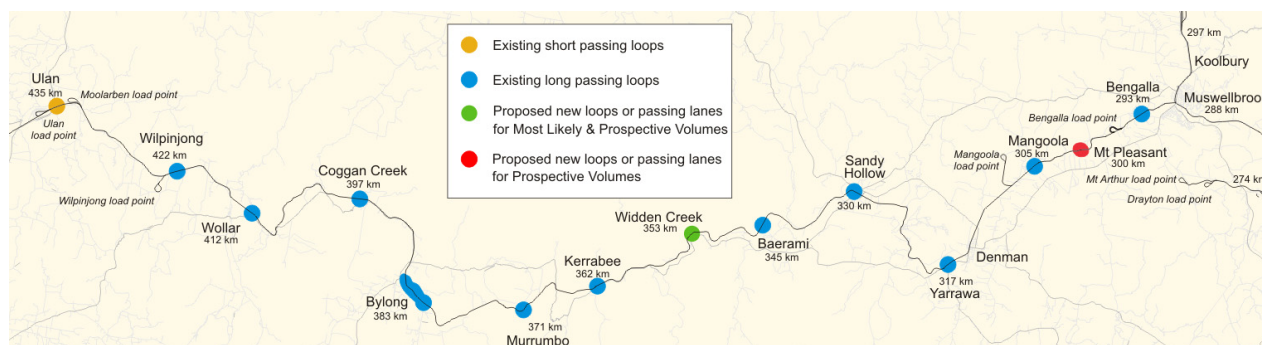 Existing short passing loops
Existing long passing loops
Proposed new loops or passing lanes
for Most Likely & Prospective Volumes
Proposed new loops or passing lanes
for Prospective Volumes
Ulan
435 km
Moolarben load point
Ulan
load point
Wilpinjong
422 km
Wilpinjong load point
Wollar
412 km
Coggan Creek
397 km
Bylong
383 km
371 km
Murrumbo
Kerrabee
362 km
Widden Creek
353 km
Baerami
345 km
Sandy
Hollow
330 km
Denman
317 km
Yarrawa
Mangoola
305 km
Mangoola
load point
Mt Pleasant
300 km
Bengalla
293 km
Bengalla load point
297 km
Koolbury
Muswellbroo
288 km
Mt Arthur load point
Drayton load point
274 k